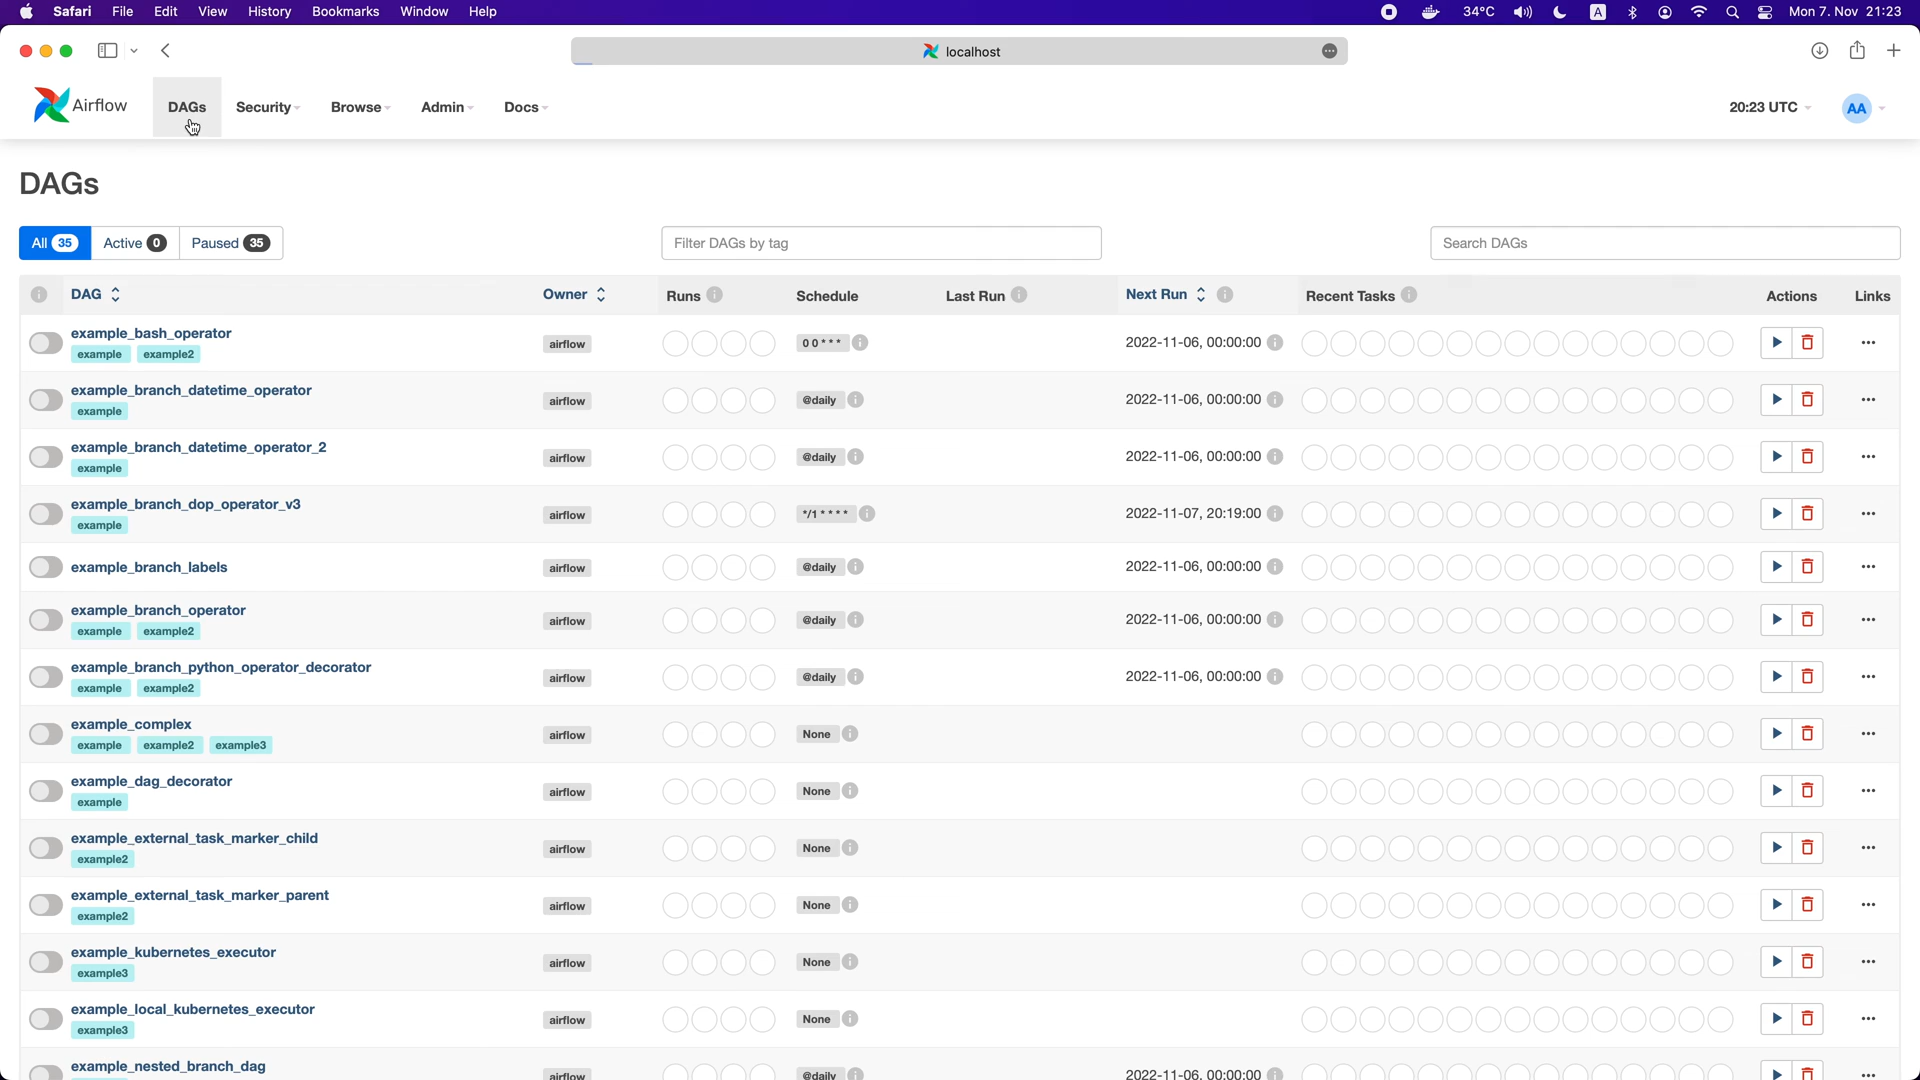 Safari File Edit View History Bookmarks Window Help 34°C A Mon 7. Nov 21:23
localhost
Airflow DAGs Security Browse Admin Docs 20:23 UTC AA
DAGs
All 35 Active 0 Paused 35 Filter DAGs by tag Search DAGs
DAG Owner Runs Schedule Last Run Next Run Recent Tasks Actions Links
example_bash_operator
example example2 airflow 0 0 * * * 2022-11-06, 00:00:00
example_branch_datetime_operator
example airflow @daily 2022-11-06, 00:00:00
example_branch_datetime_operator_2
example airflow @daily 2022-11-06, 00:00:00
example_branch_dop_operator_v3
example airflow */1 * * * * 2022-11-07, 20:19:00
example_branch_labels airflow @daily 2022-11-06, 00:00:00
example_branch_operator
example example2 airflow @daily 2022-11-06, 00:00:00
example_branch_python_operator_decorator
example example2 airflow @daily 2022-11-06, 00:00:00
example_complex
example example2 example3 airflow None
example_dag_decorator
example airflow None
example_external_task_marker_child
example2 airflow None
example_external_task_marker_parent
example2 airflow None
example_kubernetes_executor
example3 airflow None
example_local_kubernetes_executor
example3 airflow None
example_nested_branch_dag
airflow @daily 2022-11-06, 00:00:00